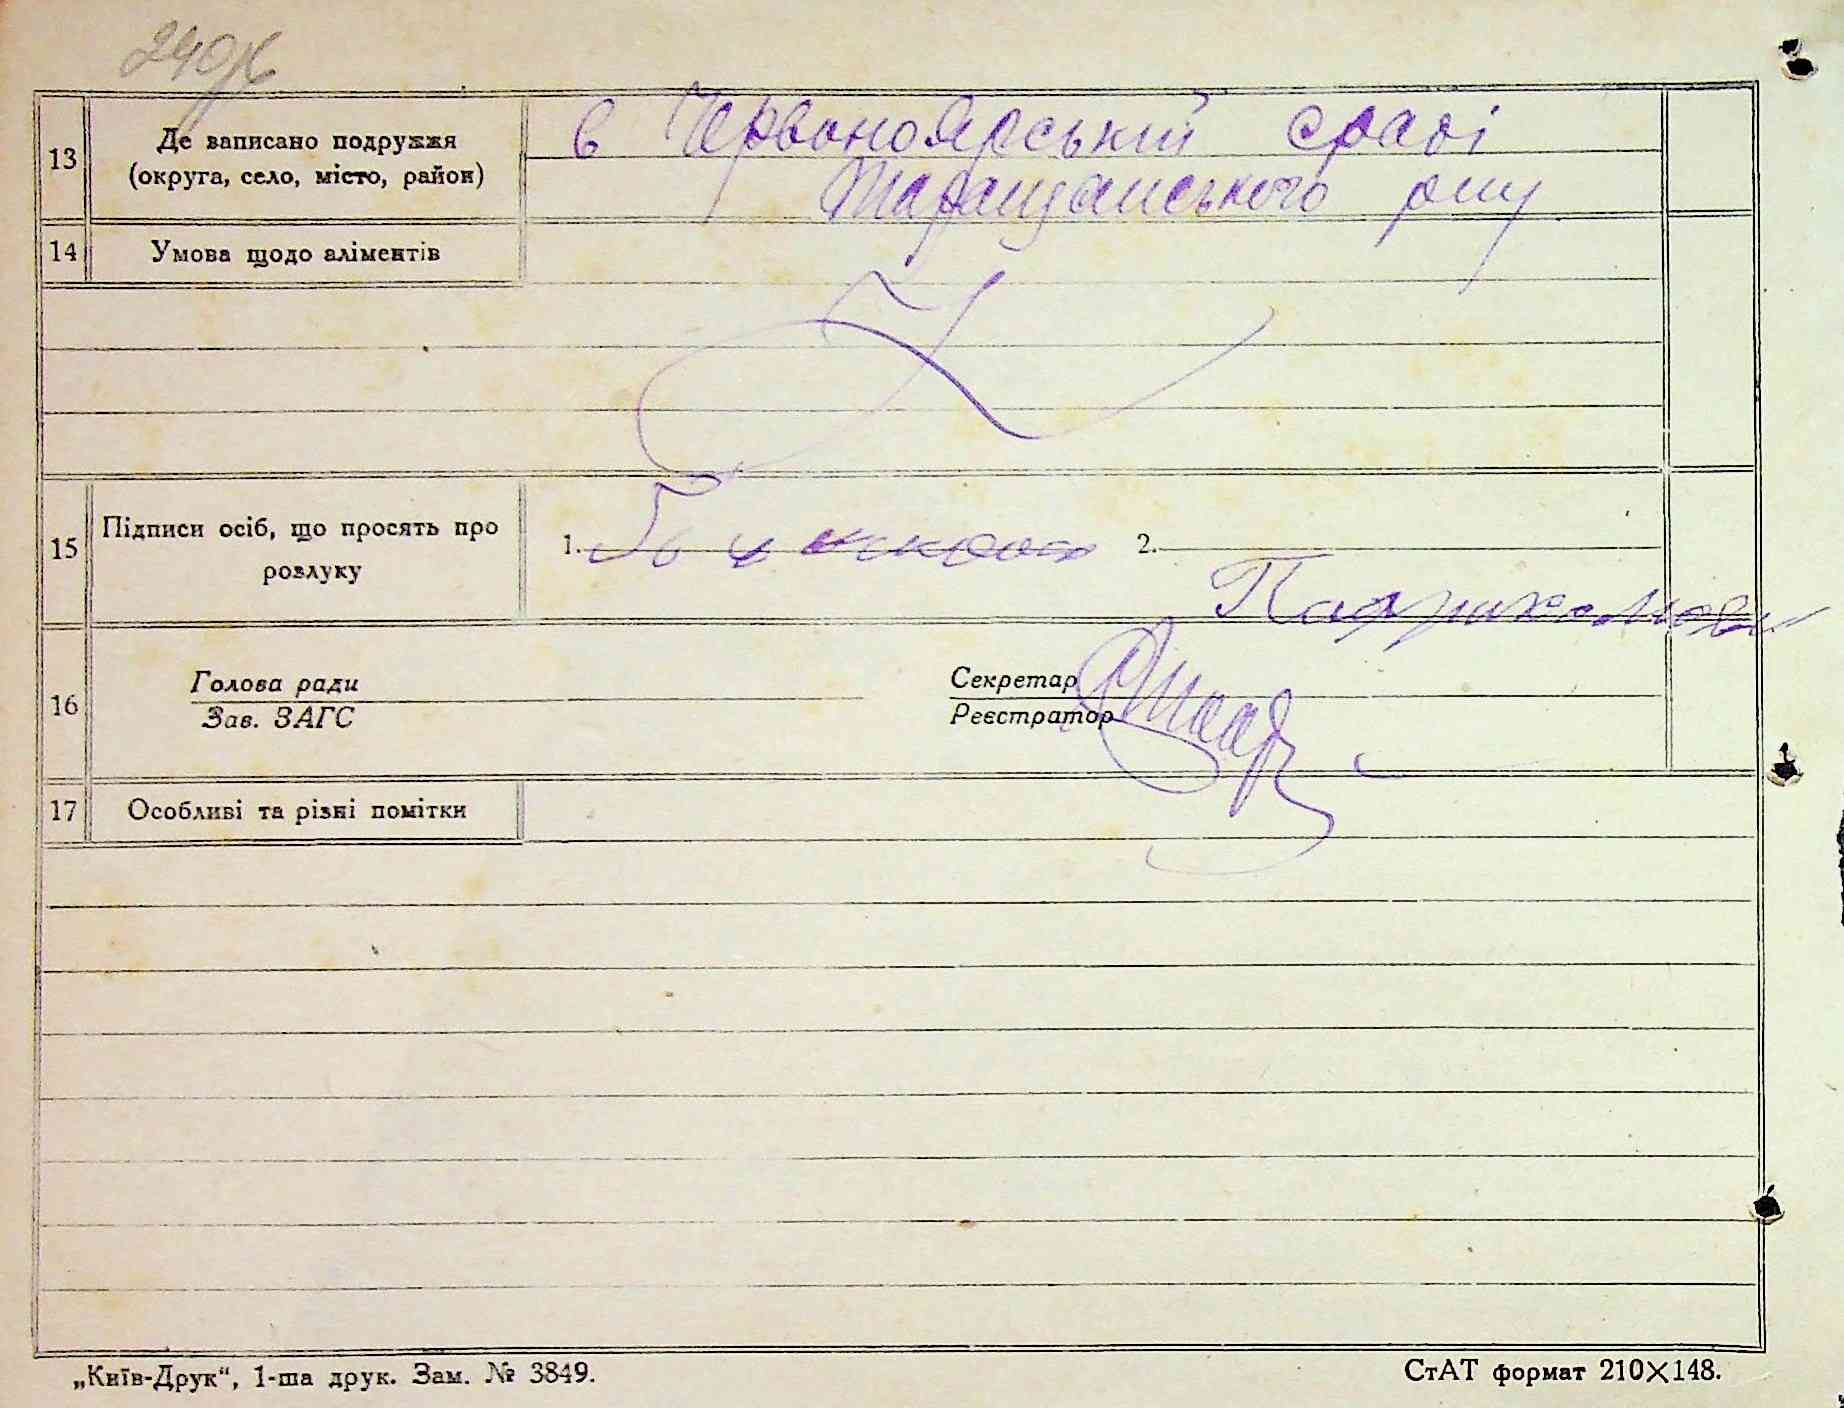 240
13 Де записано подружжя
(округа, село, місто, район)
в Червоноярській с раді
Таращанського р-ну
14 Умова щодо аліментів
15 Підписи осіб, що просять про
розлуку
1. 2.
16 Голова ради
Зав. ЗАГС
Секретар
Реєстратор
17 Особливі та різні помітки
„Київ-Друк“, 1-ша друк. Зам. № 3849.
СтАТ формат 210×148.